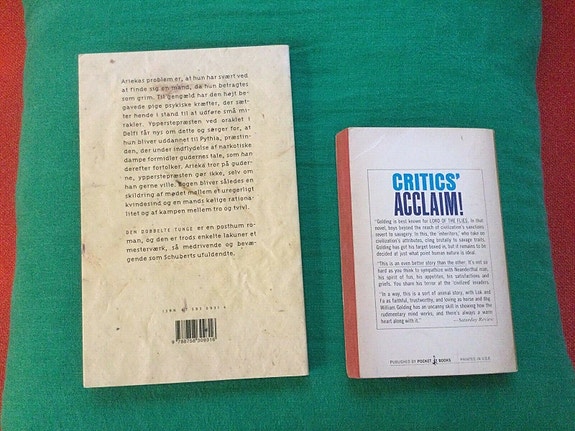 Ariekas problem er, at hun har svært ved
at finde sig en mand, da hun betragtes
som grim. Til gengæld har den højt be-
gavede pige psykiske kræfter, der sæt-
ter hende i stand til at udføre små mi-
rakler. Ypperstepræsten ved oraklet i
Delfi får nys om dette og sørger for, at
hun bliver uddannet til Pythia, præstin-
den, der under indflydelse af narkotiske
dampe formidler gudernes tale, som han
derefter fortolker. Arieka tror på guder-
ne, ypperstepræsten gør ikke, selv om
han gerne ville. Bogen bliver således en
skildring af mødet mellem et uregerligt
kvindesind og en mands kølige rationa-
litet og af kampen mellem tro og tvivl.
DEN DOBBELTE TUNGE er en posthum ro-
man, og den er trods enkelte lakuner et
mesterværk, så medrivende og bevæ-
gende som Schuberts ufuldendte.
CRITICS'
ACCLAIM!
"Golding is best known for LORD OF THE FLIES. In that
novel, boys beyond the reach of civilization's sanctions
revert to savagery. In this, the 'inheritors,' who take on
civilization's attributes, cling brutally to savage traits.
Golding has got his target boxed in, but it remains to be
decided at just what point human nature is ideal.
"This is an even better story than the other. It's not so
hard as you think to sympathize with Neanderthal man,
his spirit of fun, his appetites, his satisfactions and
griefs. You share his terror at the 'civilized' invaders.
"In a way, this is a sort of animal story, with Lok and
Fa as faithful, trustworthy, and loving as horse and dog.
William Golding has an uncanny skill in showing how the
rudimentary mind works, and there's always a warm
heart along with it."
—Saturday Review
PUBLISHED BY POCKET BOOKS PRINTED IN U.S.A.